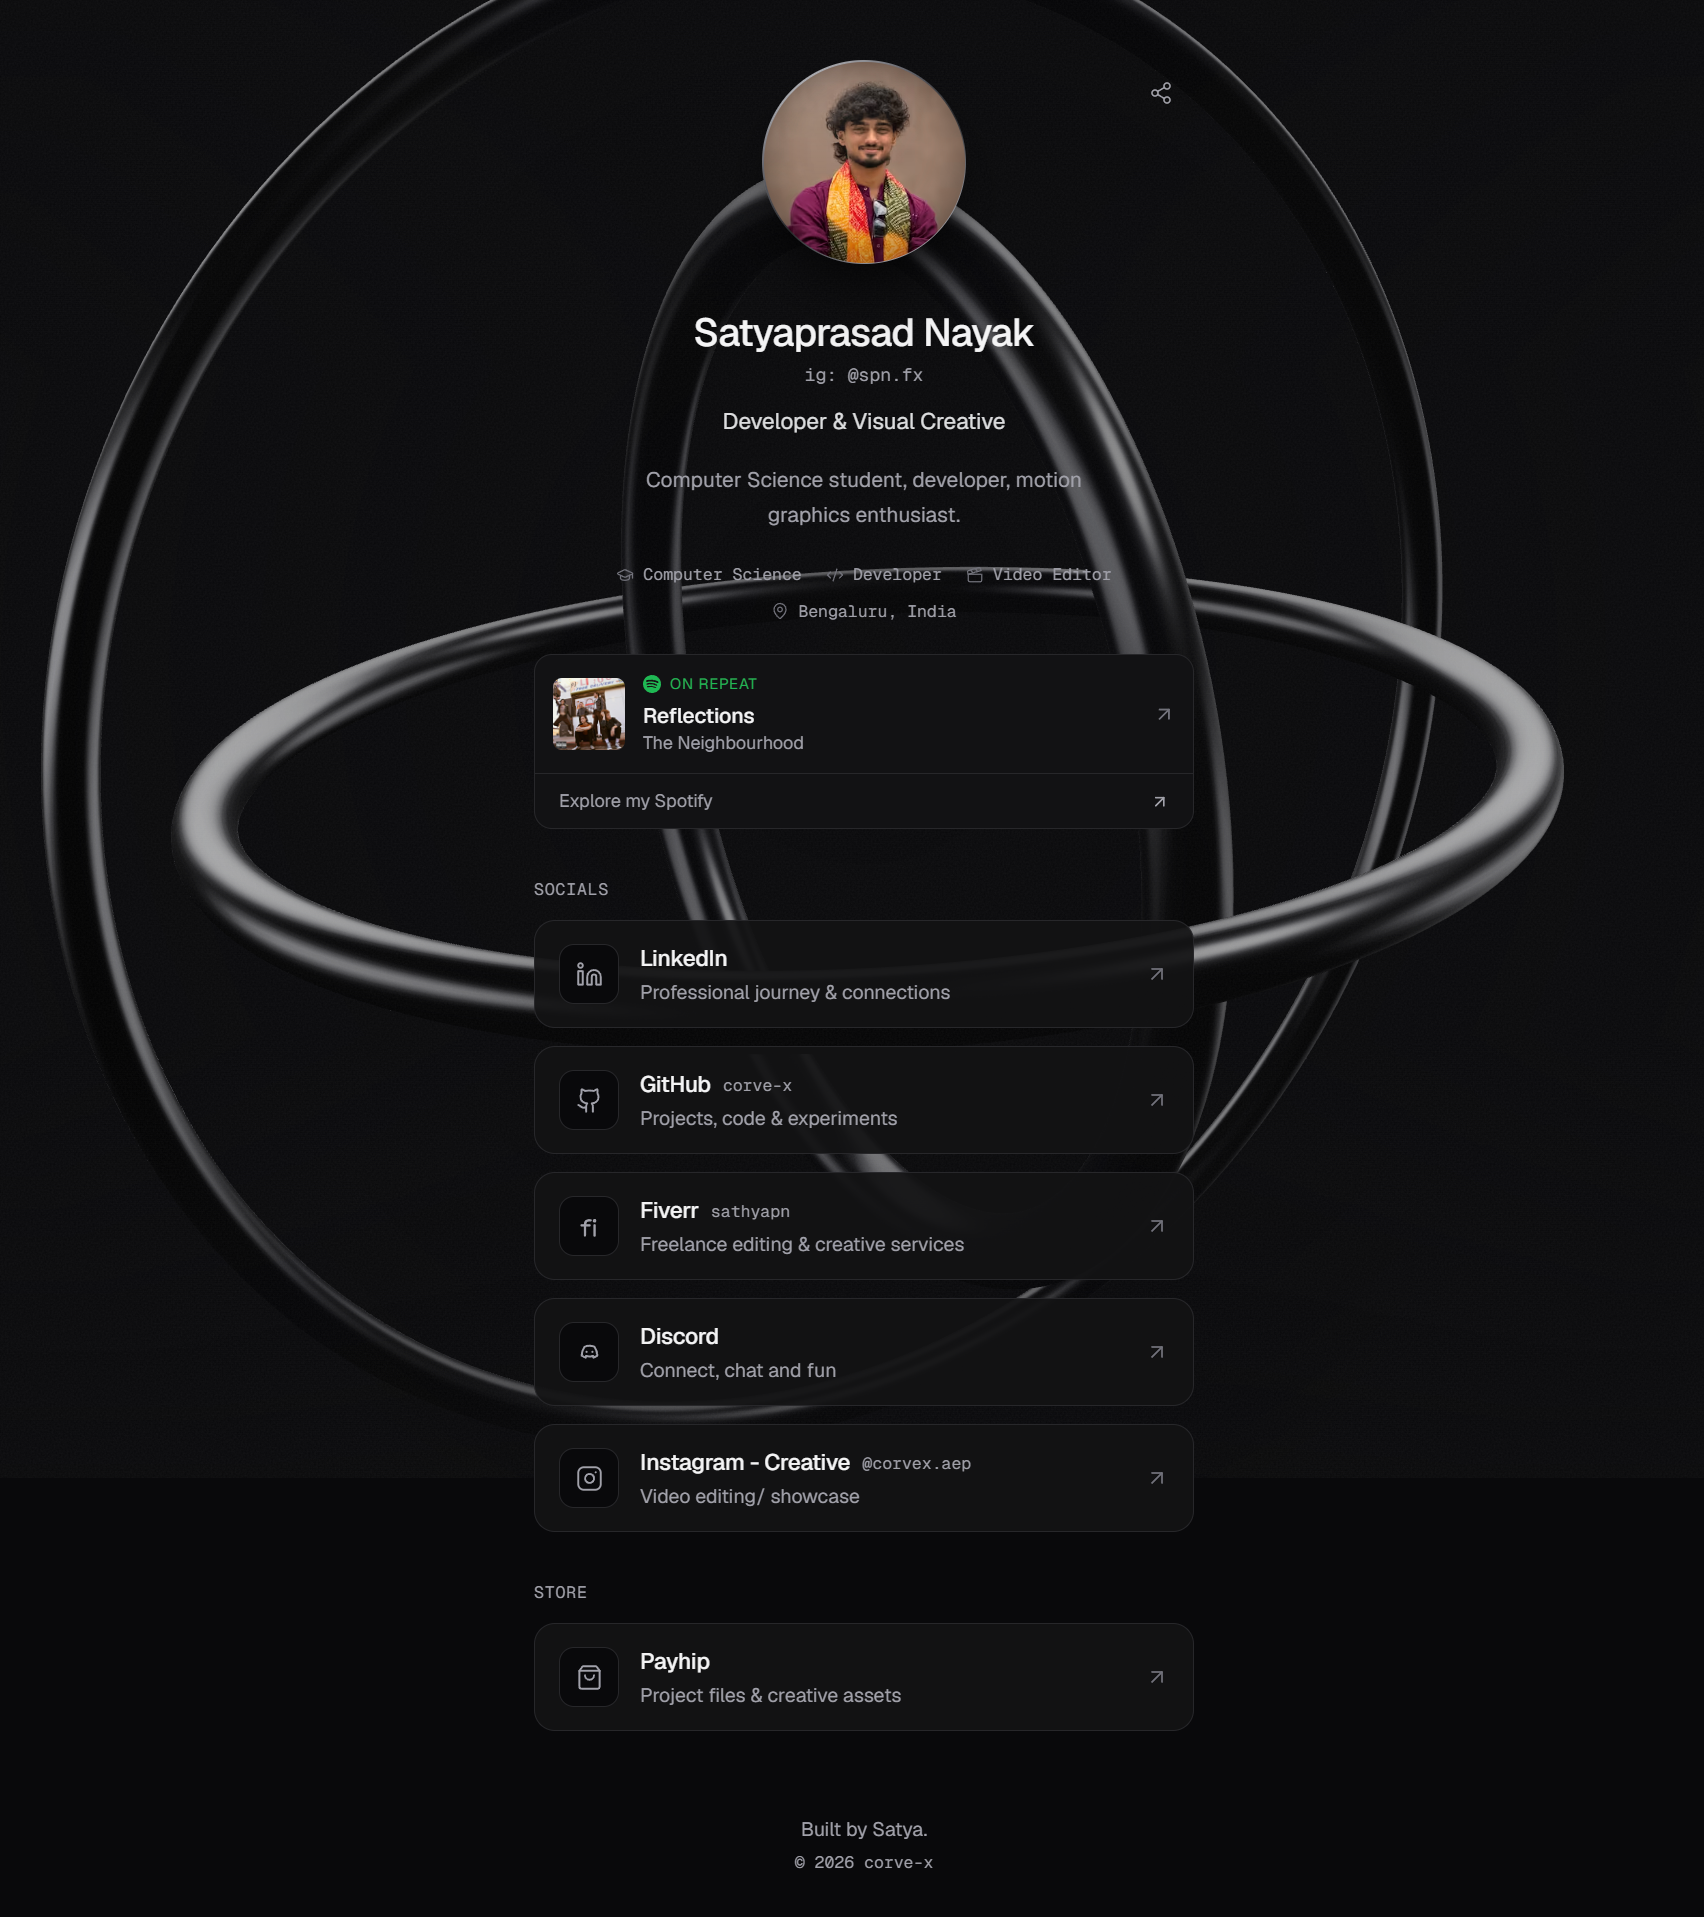 Satyaprasad Nayak
ig: @spn.fx
Developer & Visual Creative
Computer Science student, developer, motion
graphics enthusiast.
Computer Science Developer Video Editor
Bengaluru, India
ON REPEAT
Reflections
The Neighbourhood
Explore my Spotify
SOCIALS
LinkedIn
Professional journey & connections
GitHub corve-x
Projects, code & experiments
fi
Fiverr sathyapn
Freelance editing & creative services
Discord
Connect, chat and fun
Instagram - Creative @corvex.aep
Video editing/ showcase
STORE
Payhip
Project files & creative assets
Built by Satya.
© 2026 corve-x